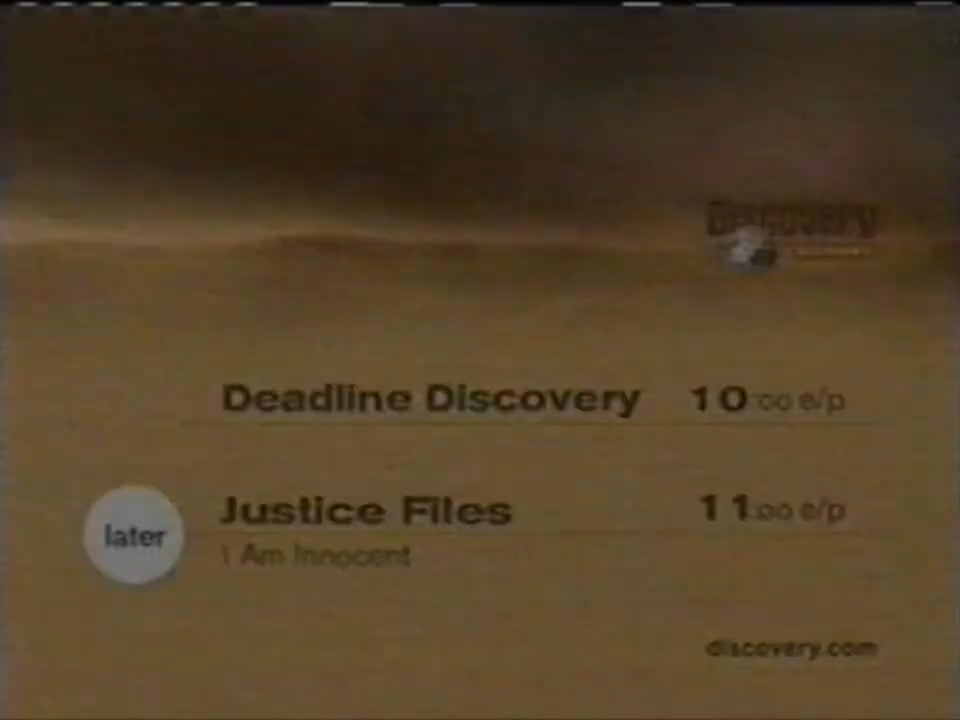 Discovery
Deadline Discovery 10:00 e/p
later
Justice Files 11:00 e/p
I Am Innocent
discovery.com